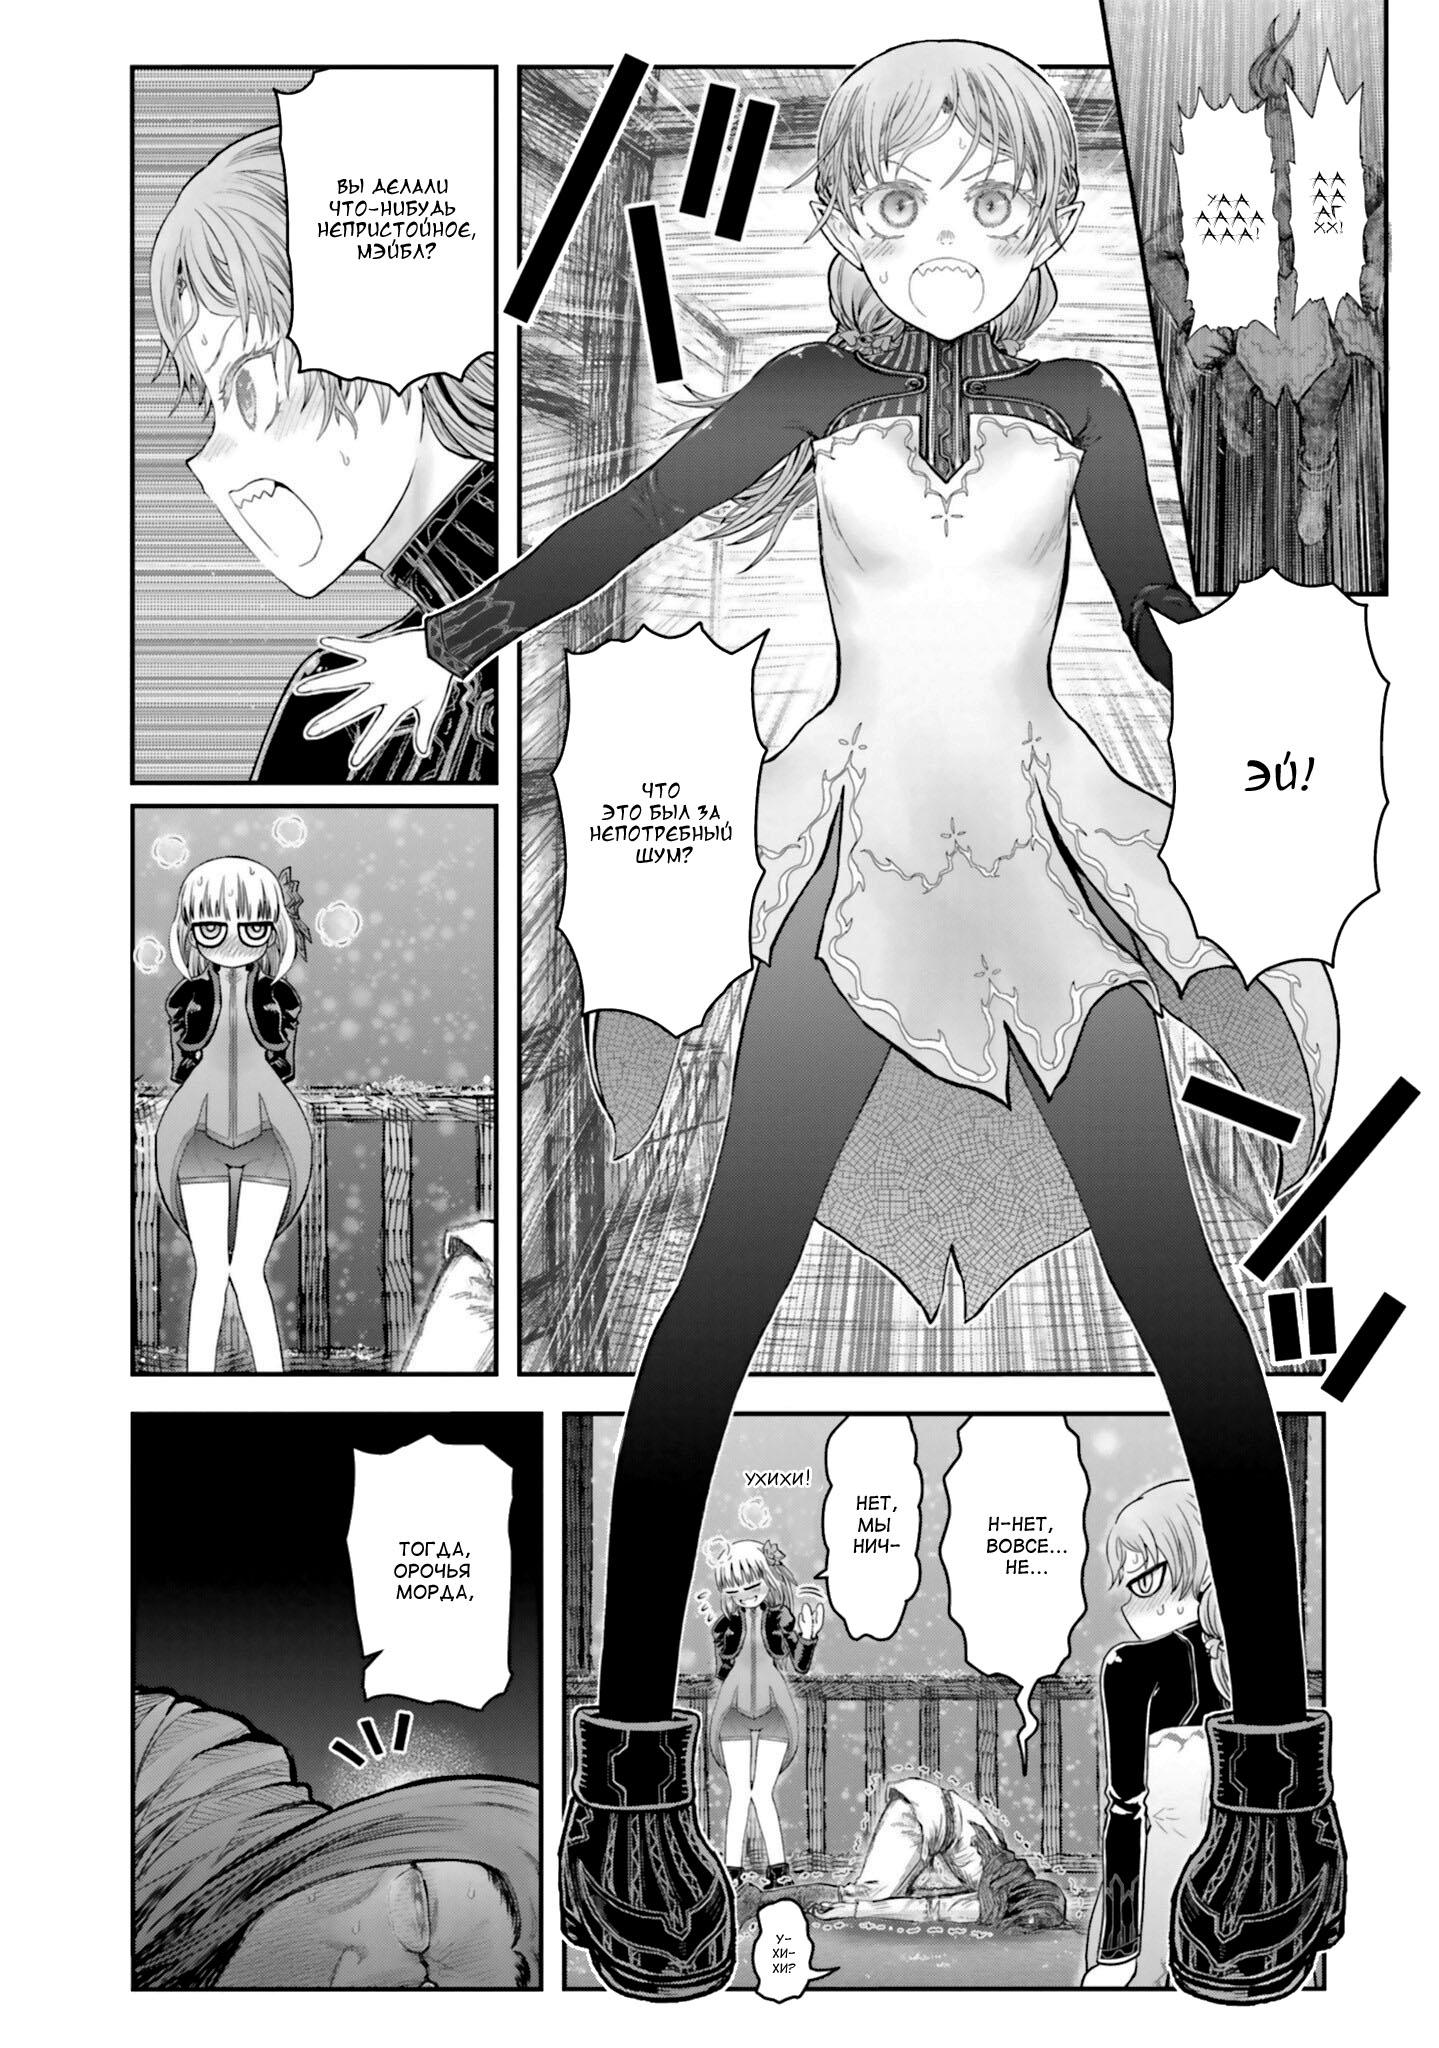 АА
АА
АГ
ХХ!
УАА
АААА
ААА!
ЭЙ!
ЧТО
ЭТО БЫЛ ЗА
НЕПОТРЕБНЫЙ
ШУМ?
ВЫ ДЕЛАЛИ
ЧТО-НИБУДЬ
НЕПРИСТОЙНОЕ,
МЭЙБЛ?
Н-НЕТ,
ВОВСЕ...
НЕ...
НЕТ,
МЫ
НИЧ-
УХИХИ!
У-
ХИ-
ХИ?
ТОГДА,
ОРОЧЬЯ
МОРДА,